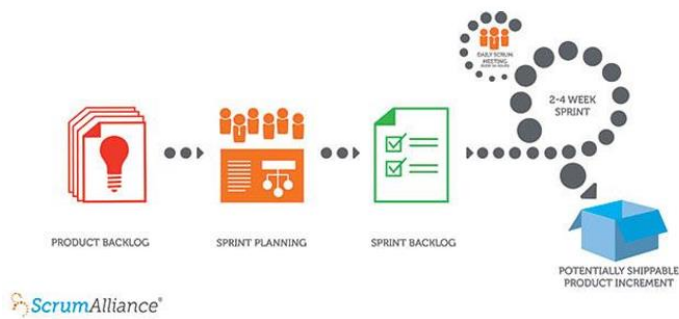 DAILY SCRUM
MEETING
2-4 WEEK
SPRINT
PRODUCT BACKLOG
SPRINT PLANNING
SPRINT BACKLOG
POTENTIALLY SHIPPABLE
PRODUCT INCREMENT
ScrumAlliance®